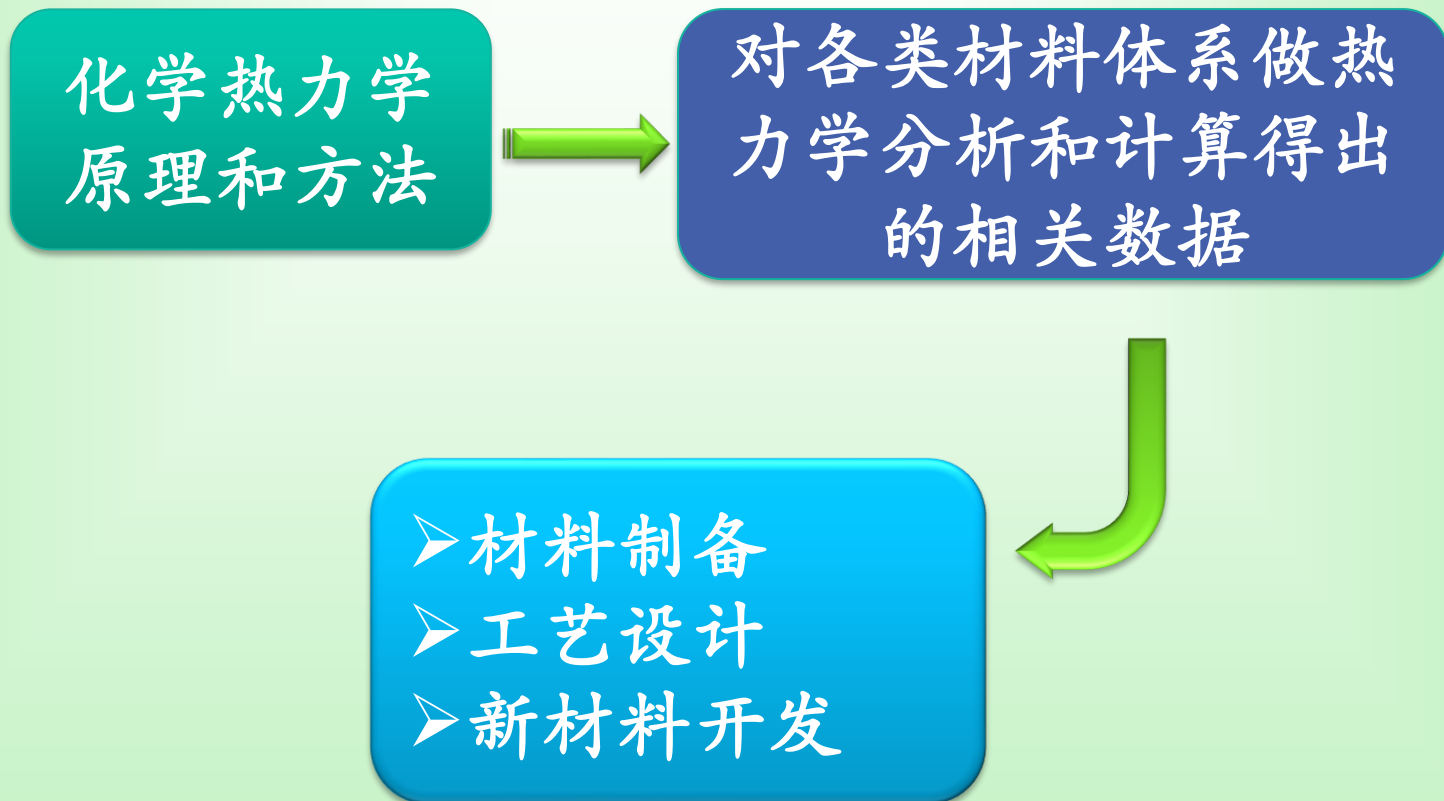 化学热力学
原理和方法
对各类材料体系做热
力学分析和计算得出
的相关数据
➢材料制备
➢工艺设计
➢新材料开发